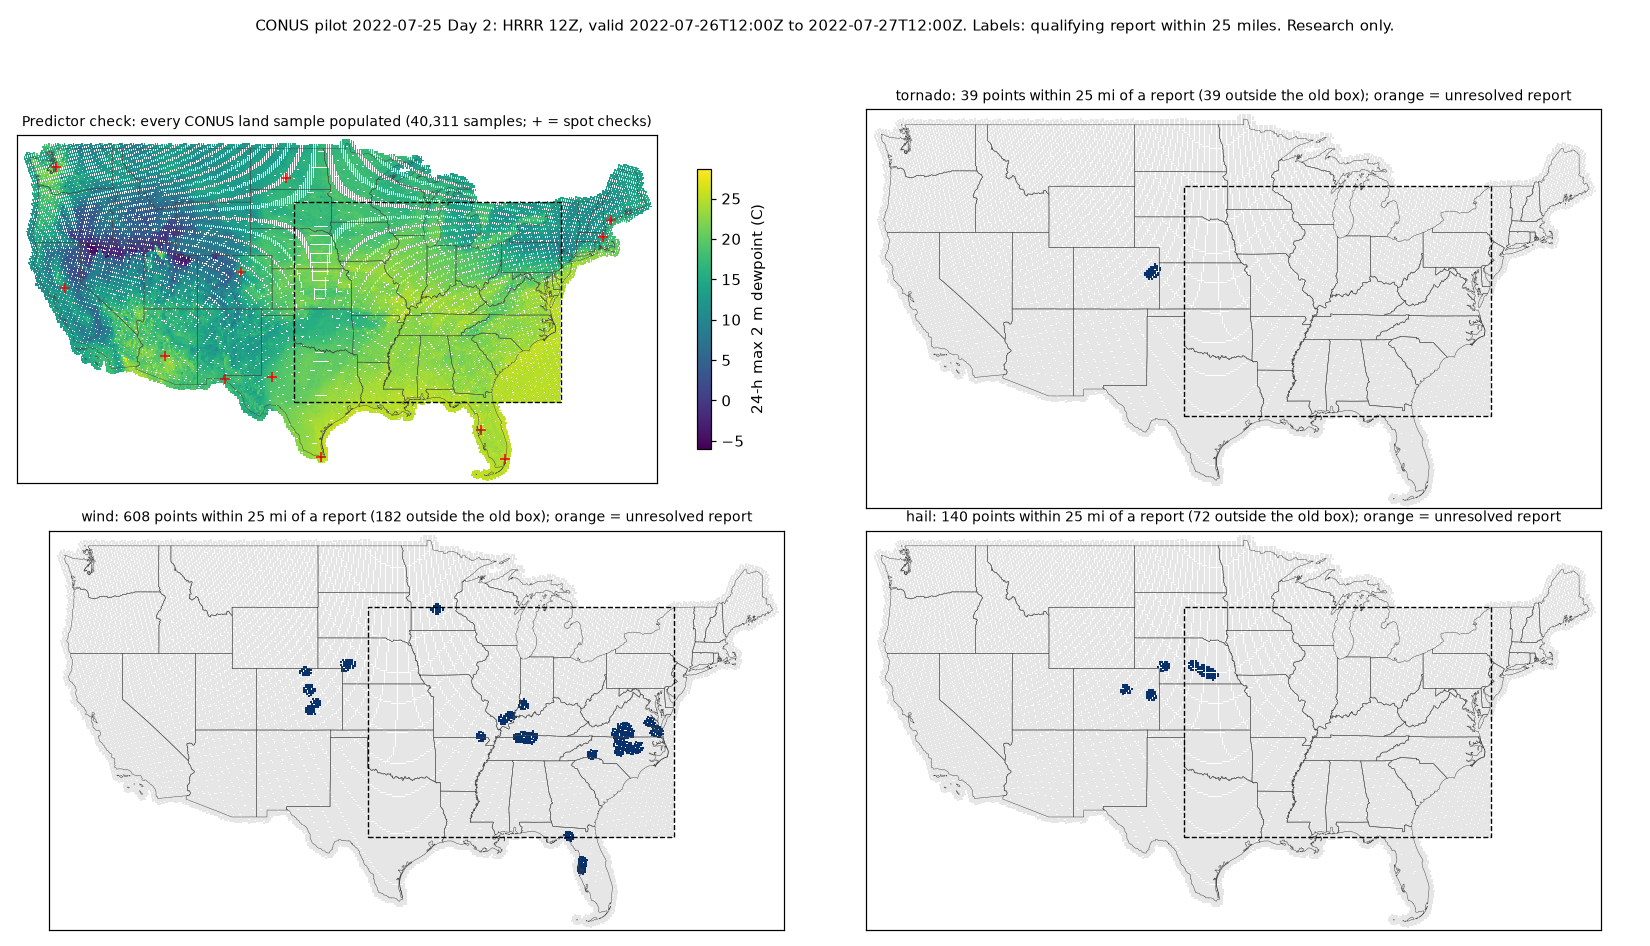 CONUS pilot 2022-07-25 Day 2: HRRR 12Z, valid 2022-07-26T12:00Z to 2022-07-27T12:00Z. Labels: qualifying report within 25 miles. Research only.
Predictor check: every CONUS land sample populated (40,311 samples; + = spot checks)
25
20
15
10
5
0
−5
24-h max 2 m dewpoint (C)
tornado: 39 points within 25 mi of a report (39 outside the old box); orange = unresolved report
wind: 608 points within 25 mi of a report (182 outside the old box); orange = unresolved report
hail: 140 points within 25 mi of a report (72 outside the old box); orange = unresolved report